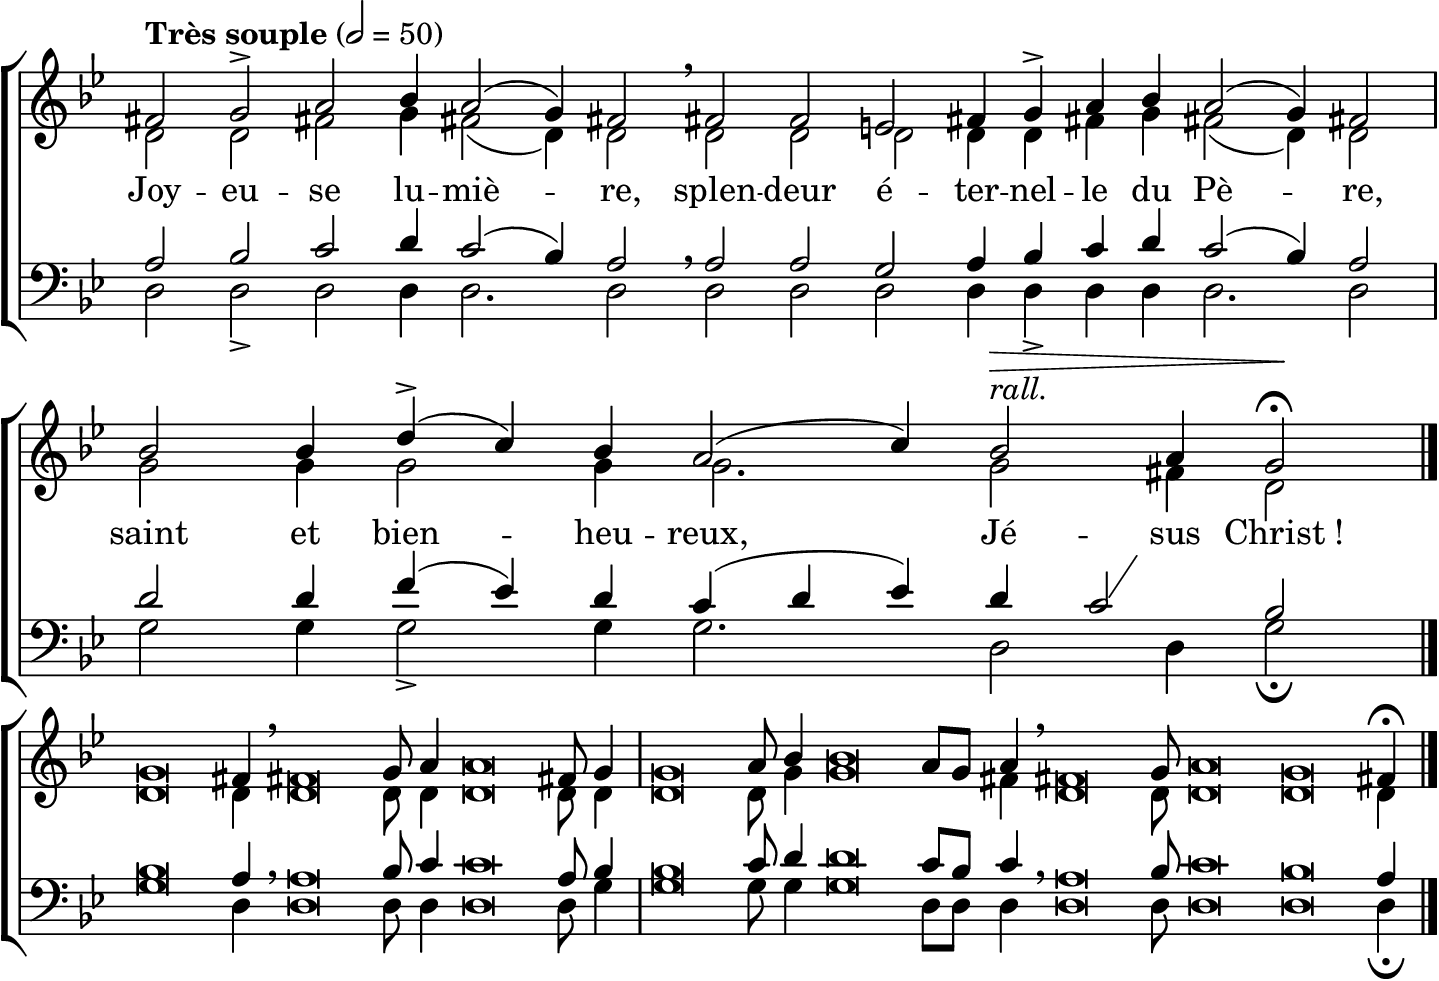 Très souple (𝅗𝅥 = 50)
Joy - eu - se lu - miè - re, splen - deur é - ter - nel - le du Pè - re,
rall.
saint et bien - heu - reux, Jé - sus Christ !